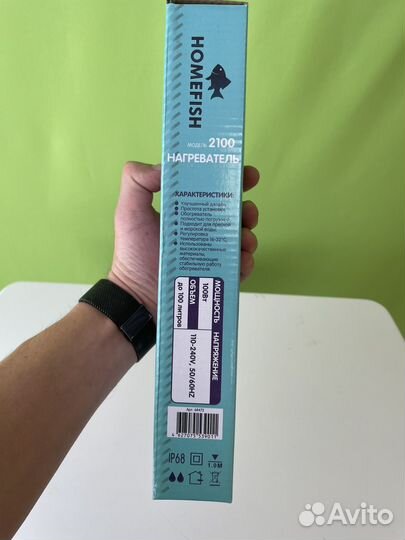 HOMEFISH
МОДЕЛЬ 2100
НАГРЕВАТЕЛЬ
ХАРАКТЕРИСТИКИ:
Улучшенный дизайн
Простота установки
Обогреватель
полностью погружной
Подходит для пресной
и морской воды
Регулировка
температура 16-32°С,
Использованы
высококачественные
материалы,
обеспечивающие
стабильную работу
обогревателя.
МОЩНОСТЬ
100Вт
ОБЪЕМ
до 100 литров
НАПРЯЖЕНИЕ
110-240V, 50/60HZ
IP68
1.0M
Avito